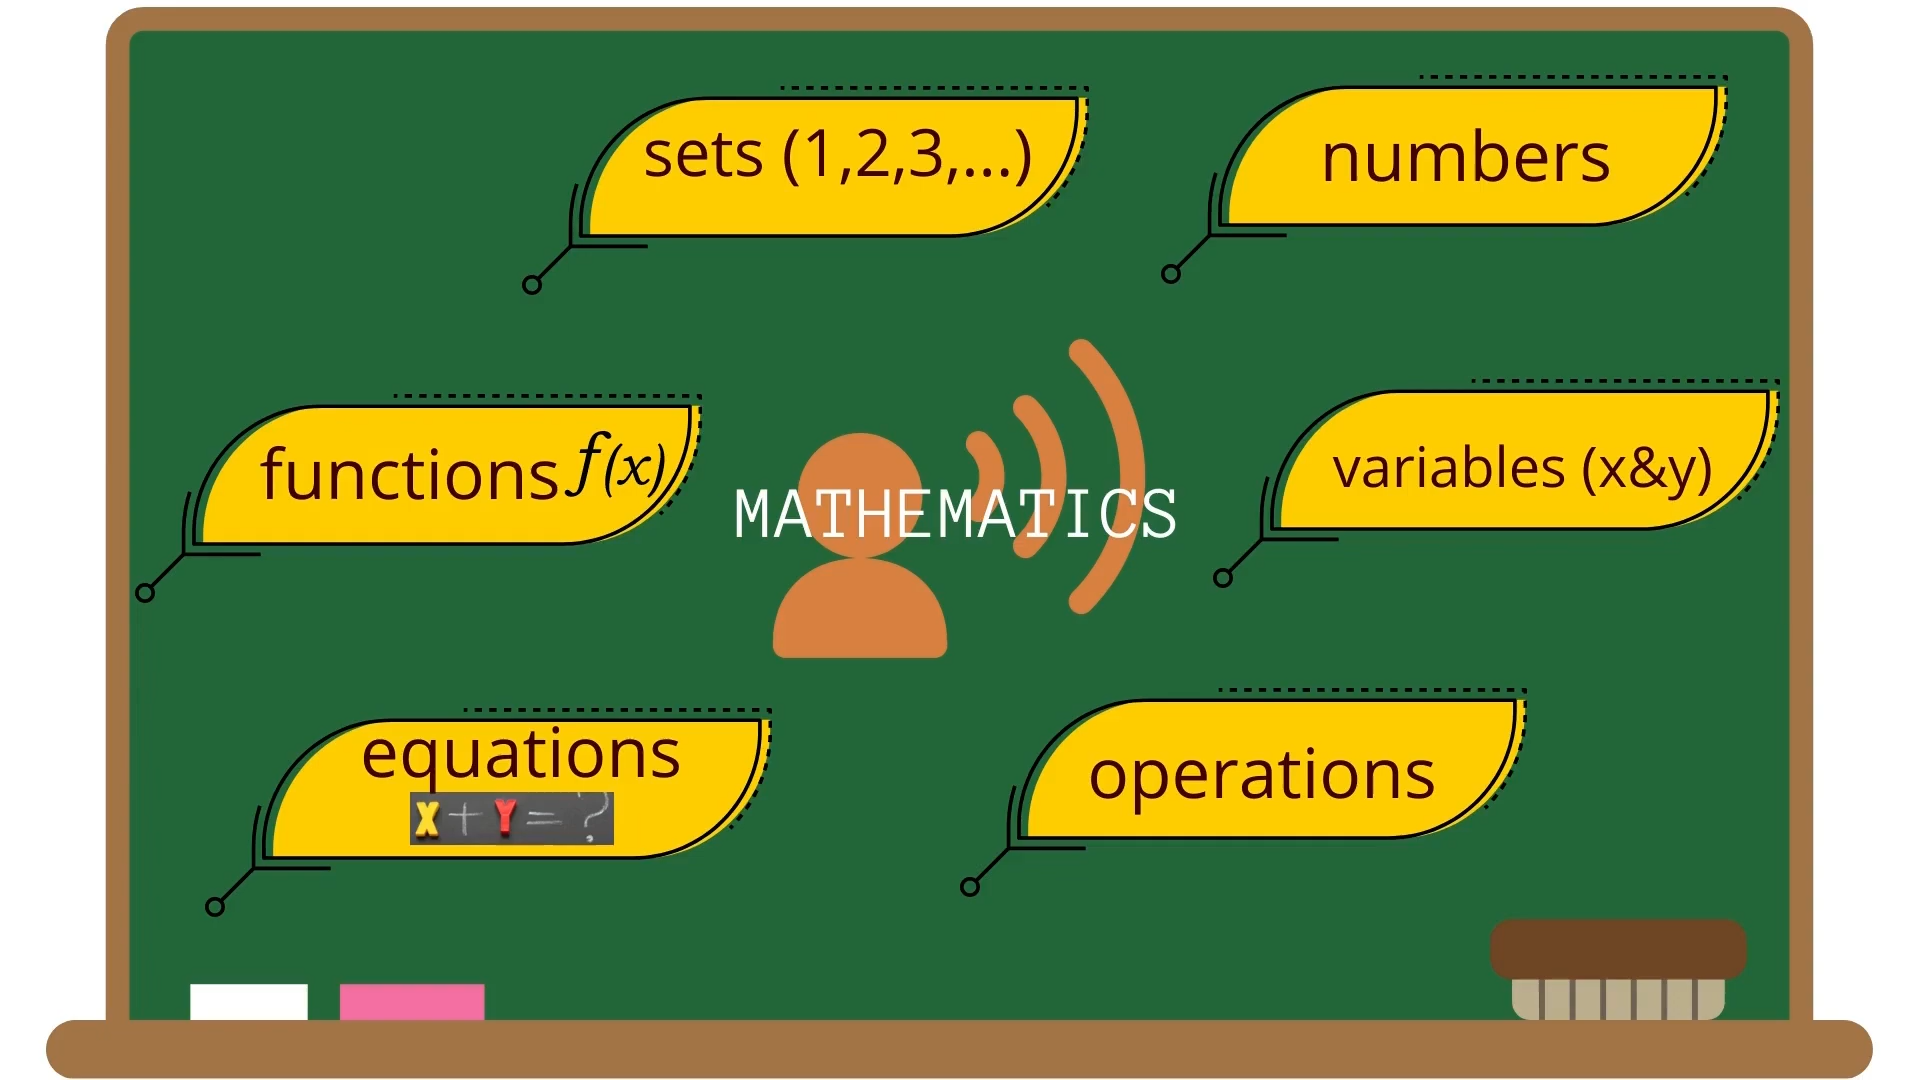 sets (1,2,3,...)
numbers
functions f(x)
MATHEMATICS
variables (x&y)
equations
X + Y = ?
operations